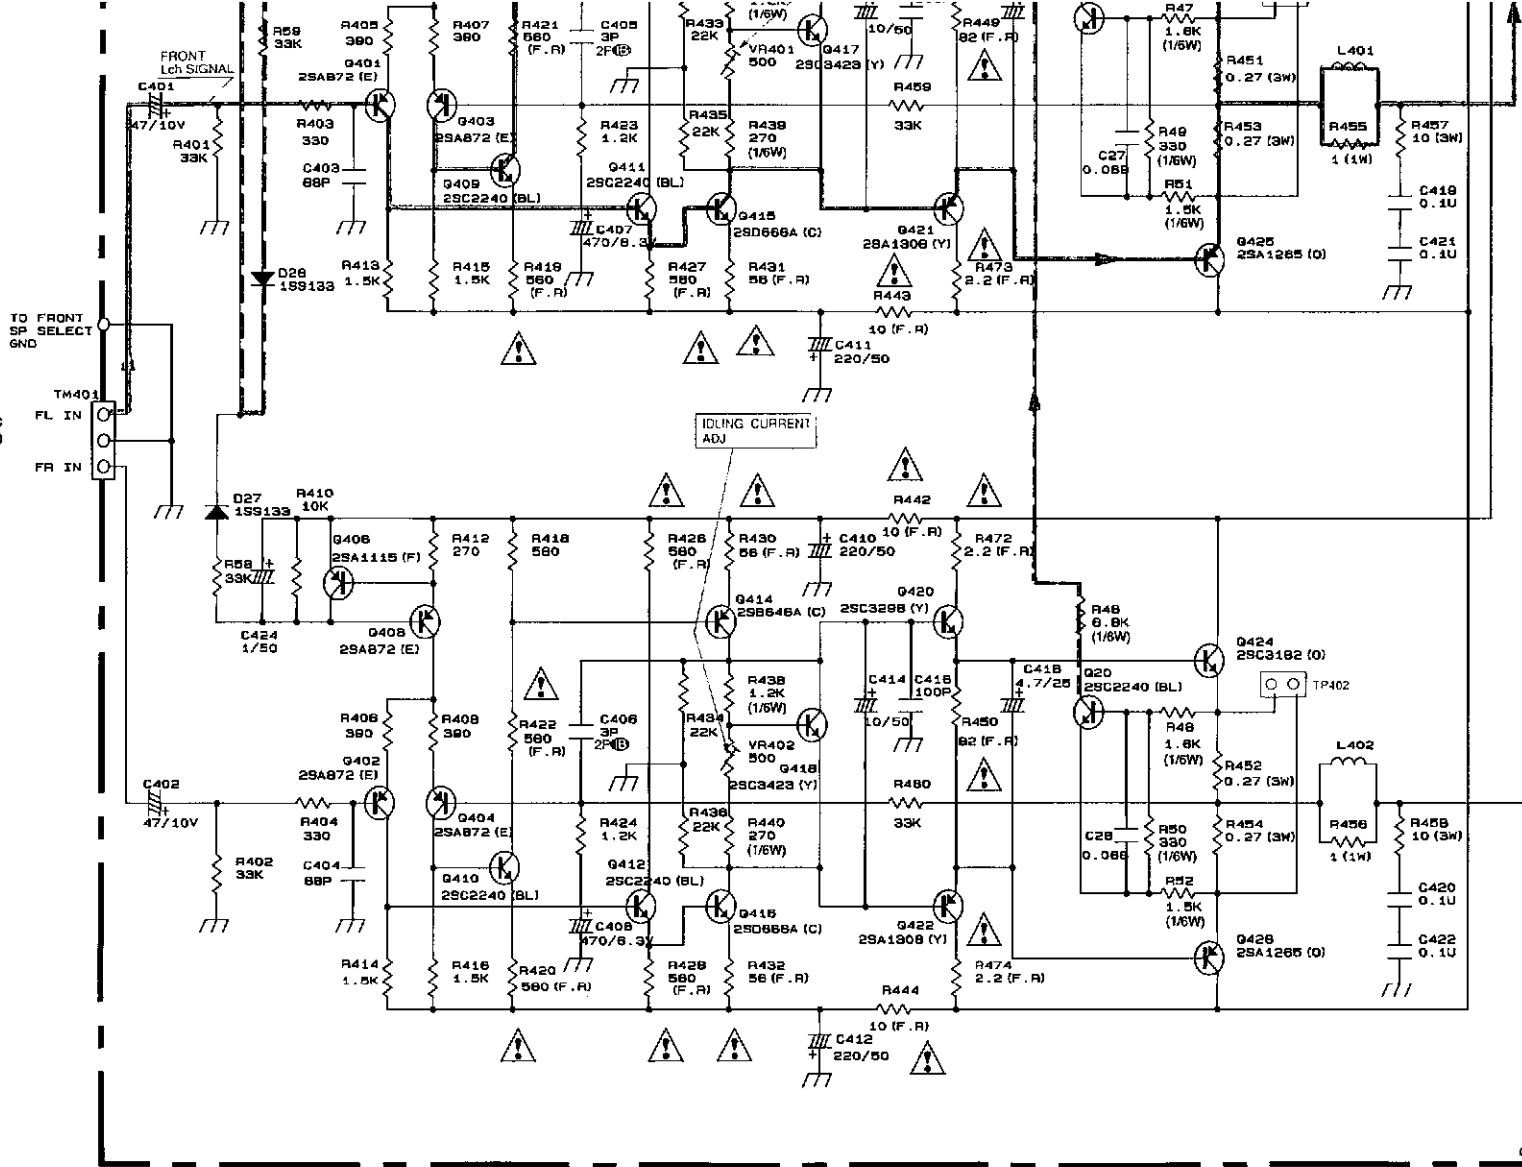 R59
33K
R405
390
R407
390
R421
560
(F.R)
C405
3P
2P
R433
22K
(1/6W)
VR401
500
Q417
2SC3423 (Y)
10/50
R449
82 (F.R)
R47
1.6K
(1/6W)
R451
0.27 (3W)
L401
FRONT
Lch SIGNAL
C401
47/10V
R401
33K
R403
330
C403
68P
Q401
2SA872 (E)
Q403
2SA872 (E)
Q409
2SC2240 (BL)
R423
1.2K
Q411
2SC2240 (BL)
C407
470/6.3V
R435
22K
R439
270
(1/6W)
Q415
2SD666A (C)
R459
33K
Q421
2SA1306 (Y)
C27
0.068
R49
330
(1/6W)
R51
1.5K
(1/6W)
R453
0.27 (3W)
R455
1 (1W)
R457
10 (3W)
C419
0.1U
C421
0.1U
Q425
2SA1265 (O)
D28
1SS133
R413
1.5K
R415
1.5K
R419
560
(F.R)
R427
560
(F.R)
R431
56 (F.R)
R443
10 (F.R)
R473
2.2 (F.R)
C411
220/50
TO FRONT
SP SELECT
GND
TM401
FL IN
FR IN
IDLING CURRENT
ADJ
D27
1SS133
R410
10K
R58
33K
C424
1/50
Q406
2SA1115 (F)
Q408
2SA872 (E)
R412
270
R418
560
R426
560
(F.R)
R430
56 (F.R)
C410
220/50
R442
10 (F.R)
R472
2.2 (F.R)
Q414
2SB646A (C)
Q420
2SC3298 (Y)
R46
6.8K
(1/6W)
Q424
2SC3182 (O)
Q20
2SC2240 (BL)
TP402
R406
390
R408
390
R422
560
(F.R)
C406
3P
2P
R434
22K
R438
1.2K
(1/6W)
VR402
500
Q418
2SC3423 (Y)
C414
10/50
C416
100P
R450
82 (F.R)
C418
4.7/25
R48
1.6K
(1/6W)
R452
0.27 (3W)
L402
C402
47/10V
Q402
2SA872 (E)
Q404
2SA872 (E)
R402
33K
R404
330
C404
68P
Q410
2SC2240 (BL)
R424
1.2K
Q412
2SC2240 (BL)
C408
470/6.3V
R436
22K
R440
270
(1/6W)
Q416
2SD666A (C)
R460
33K
Q422
2SA1306 (Y)
C28
0.068
R50
330
(1/6W)
R52
1.5K
(1/6W)
R454
0.27 (3W)
R456
1 (1W)
R458
10 (3W)
C420
0.1U
C422
0.1U
Q426
2SA1265 (O)
R414
1.5K
R416
1.5K
R420
560 (F.R)
R428
560
(F.R)
R432
56 (F.R)
R444
10 (F.R)
R474
2.2 (F.R)
C412
220/50